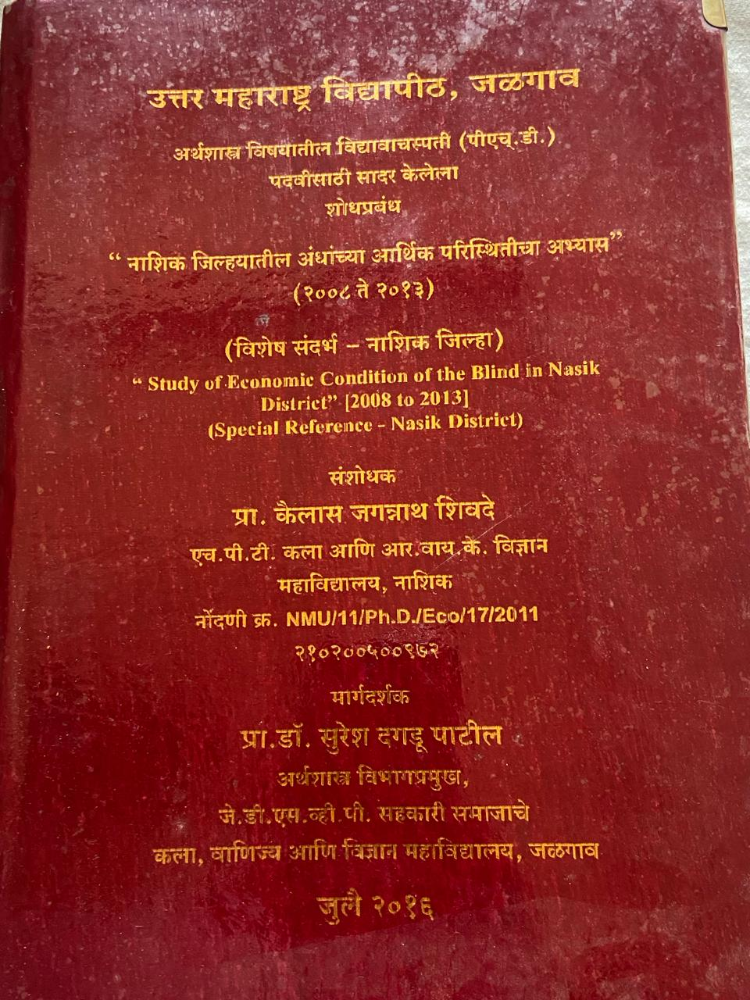 उत्तर महाराष्ट्र विद्यापीठ, जळगाव
अर्थशास्त्र विषयातील विद्यावाचस्पती (पीएच्.डी.)
पदवीसाठी सादर केलेला
शोधप्रबंध
“ नाशिक जिल्हयातील अंधांच्या आर्थिक परिस्थितीचा अभ्यास”
(२००८ ते २०१३)
(विशेष संदर्भ – नाशिक जिल्हा)
“ Study of Economic Condition of the Blind in Nasik
District” [2008 to 2013]
(Special Reference - Nasik District)
संशोधक
प्रा. कैलास जगन्नाथ शिवदे
एच.पी.टी. कला आणि आर.वाय.के. विज्ञान
महाविद्यालय, नाशिक
नोंदणी क्र. NMU/11/Ph.D./Eco/17/2011
२१०२००५००९७२
मार्गदर्शक
प्रा.डॉ. सुरेश दगडू पाटील
अर्थशास्त्र विभागप्रमुख,
जे.डी.एस.व्ही.पी. सहकारी समाजाचे
कला, वाणिज्य आणि विज्ञान महाविद्यालय, जळगाव
जुलै २०१६